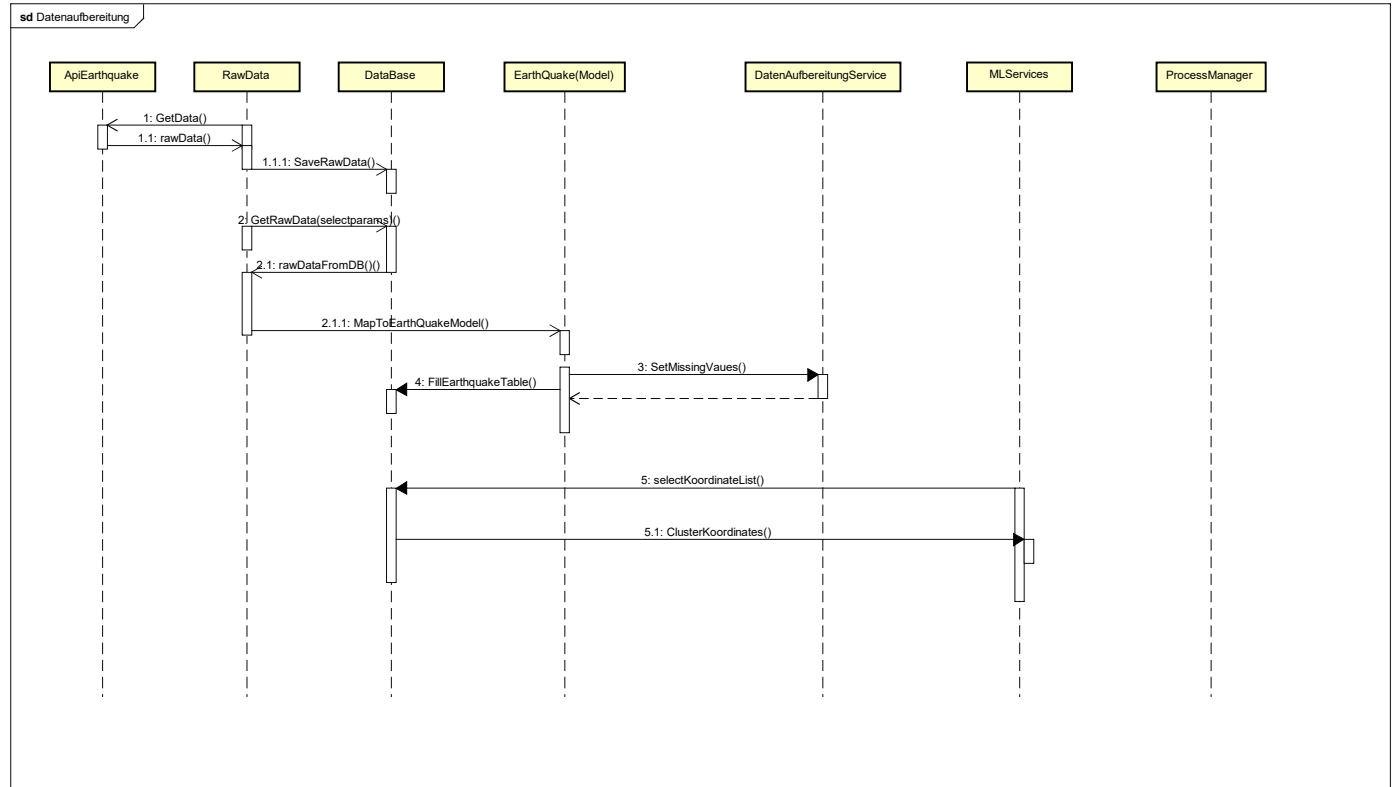 sd Datenaufbereitung
ApiEarthquake
RawData
DataBase
EarthQuake(Model)
DatenAufbereitungService
MLServices
ProcessManager
1: GetData()
1.1: rawData()
1.1.1: SaveRawData()
2: GetRawData(selectparams)()
2.1: rawDataFromDB()()
2.1.1: MapToEarthQuakeModel()
3: SetMissingVaues()
4: FillEarthquakeTable()
5: selectKoordinateList()
5.1: ClusterKoordinates()